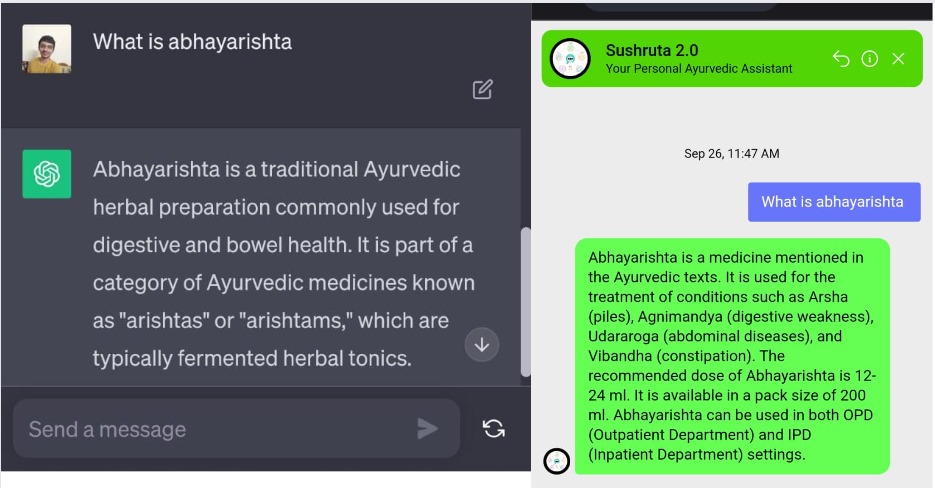 What is abhayarishta
Abhayarishta is a traditional Ayurvedic
herbal preparation commonly used for
digestive and bowel health. It is part of a
category of Ayurvedic medicines known
as "arishtas" or "arishtams," which are
typically fermented herbal tonics.
Send a message
Sushruta 2.0
Your Personal Ayurvedic Assistant
Sep 26, 11:47 AM
What is abhayarishta
Abhayarishta is a medicine mentioned in
the Ayurvedic texts. It is used for the
treatment of conditions such as Arsha
(piles), Agnimandya (digestive weakness),
Udararoga (abdominal diseases), and
Vibandha (constipation). The
recommended dose of Abhayarishta is 12-
24 ml. It is available in a pack size of 200
ml. Abhayarishta can be used in both OPD
(Outpatient Department) and IPD
(Inpatient Department) settings.